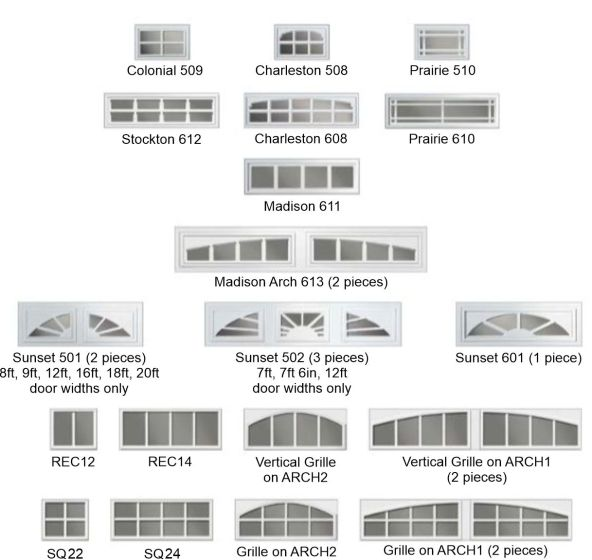 Colonial 509
Charleston 508
Prairie 510
Stockton 612
Charleston 608
Prairie 610
Madison 611
Madison Arch 613 (2 pieces)
Sunset 501 (2 pieces)
8ft, 9ft, 12ft, 16ft, 18ft, 20ft
door widths only
Sunset 502 (3 pieces)
7ft, 7ft 6in, 12ft
door widths only
Sunset 601 (1 piece)
REC12
REC14
Vertical Grille
on ARCH2
Vertical Grille on ARCH1
(2 pieces)
SQ22
SQ24
Grille on ARCH2
Grille on ARCH1 (2 pieces)